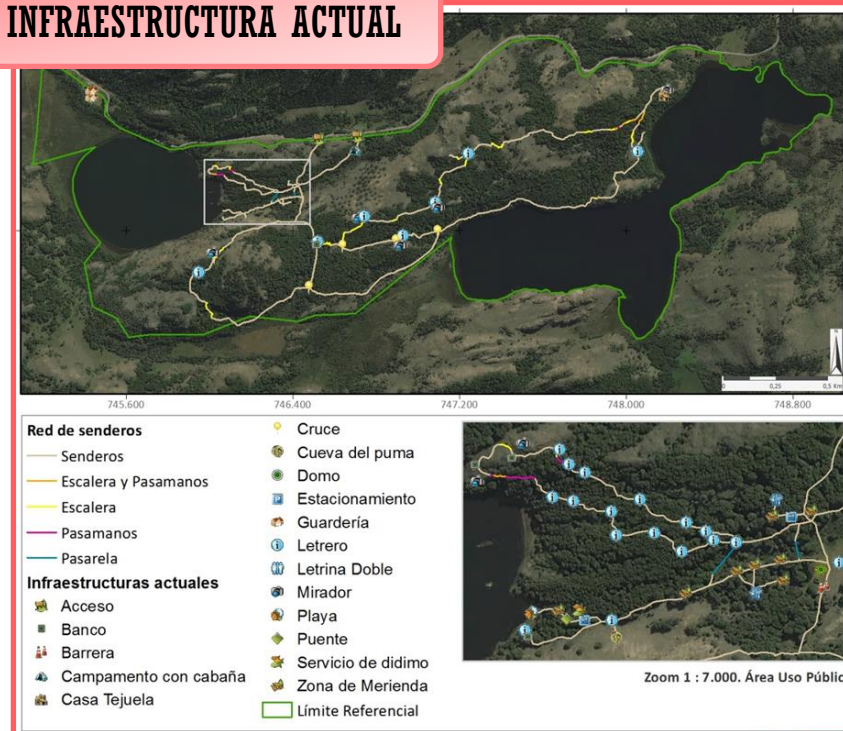 INFRAESTRUCTURA ACTUAL
0 0,25 0,5 Km
745.600 746.400 747.200 748.000 748.800
Red de senderos
Senderos
Escalera y Pasamanos
Escalera
Pasamanos
Pasarela
Infraestructuras actuales
Acceso
Banco
Barrera
Campamento con cabaña
Casa Tejuela
Cruce
Cueva del puma
Domo
Estacionamiento
Guardería
Letrero
Letrina Doble
Mirador
Playa
Puente
Servicio de didimo
Zona de Merienda
Límite Referencial
Zoom 1 : 7.000. Área Uso Públic